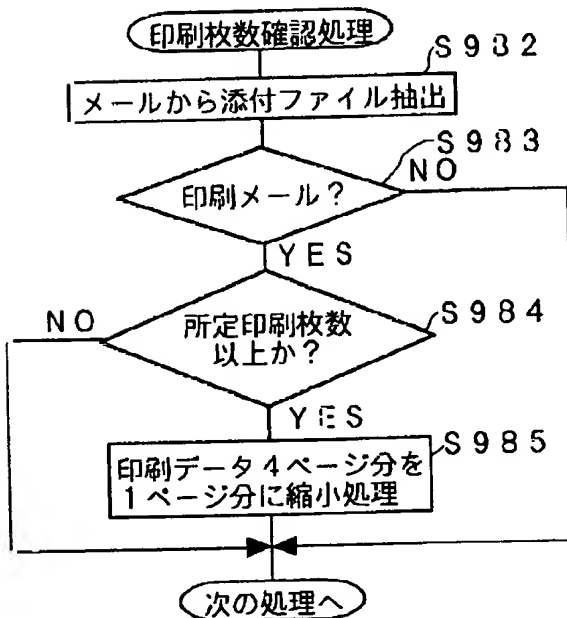 印刷枚数確認処理
S982
メールから添付ファイル抽出
S983
印刷メール?
NO
YES
NO
所定印刷枚数
以上か?
S984
YES
印刷データ4ページ分を
1ページ分に縮小処理
S985
次の処理へ